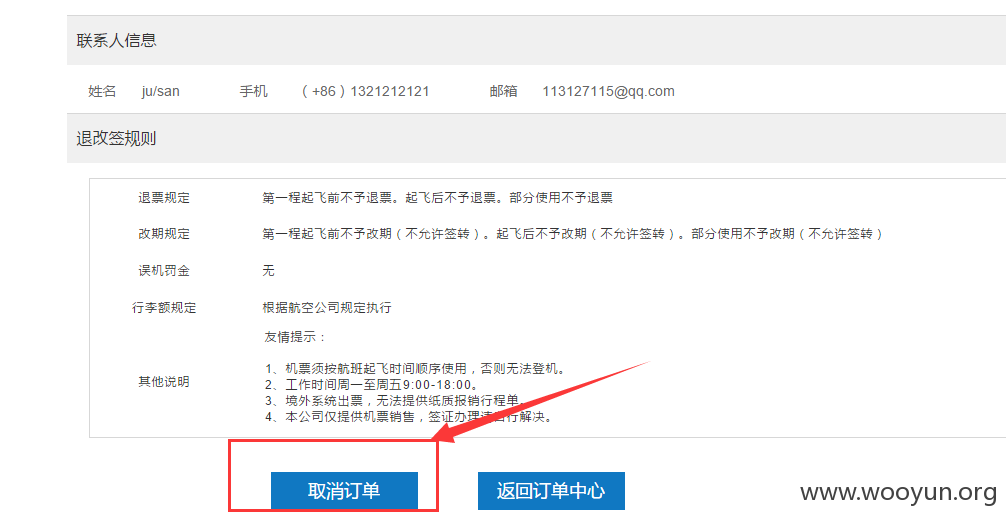 联系人信息
姓名 ju/san 手机 （+86）1321212121 邮箱 113127115@qq.com
退改签规则
退票规定 第一程起飞前不予退票。起飞后不予退票。部分使用不予退票
改期规定 第一程起飞前不予改期（不允许签转）。起飞后不予改期（不允许签转）。部分使用不予改期（不允许签转）
误机罚金 无
行李额规定 根据航空公司规定执行
友情提示：
其他说明
1、机票须按航班起飞时间顺序使用，否则无法登机。
2、工作时间周一至周五9:00-18:00。
3、境外系统出票，无法提供纸质报销行程单。
4、本公司仅提供机票销售，签证办理请自行解决。
取消订单 返回订单中心
www.wooyun.org